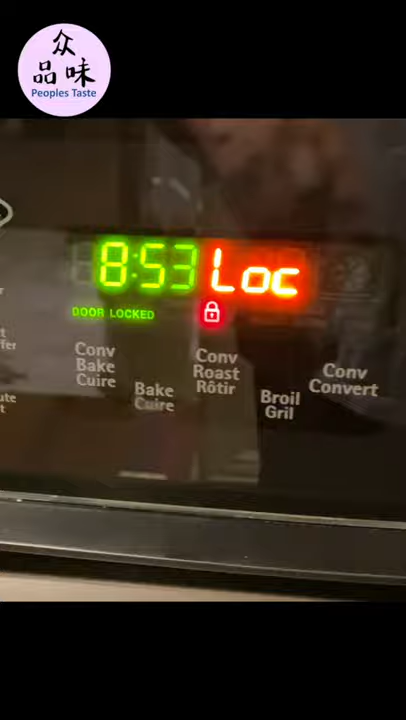 众
品味
Peoples Taste
8:53 Loc
DOOR LOCKED
Conv
Bake
Cuire
Bake
Cuire
Conv
Roast
Rôtir
Broil
Gril
Conv
Convert